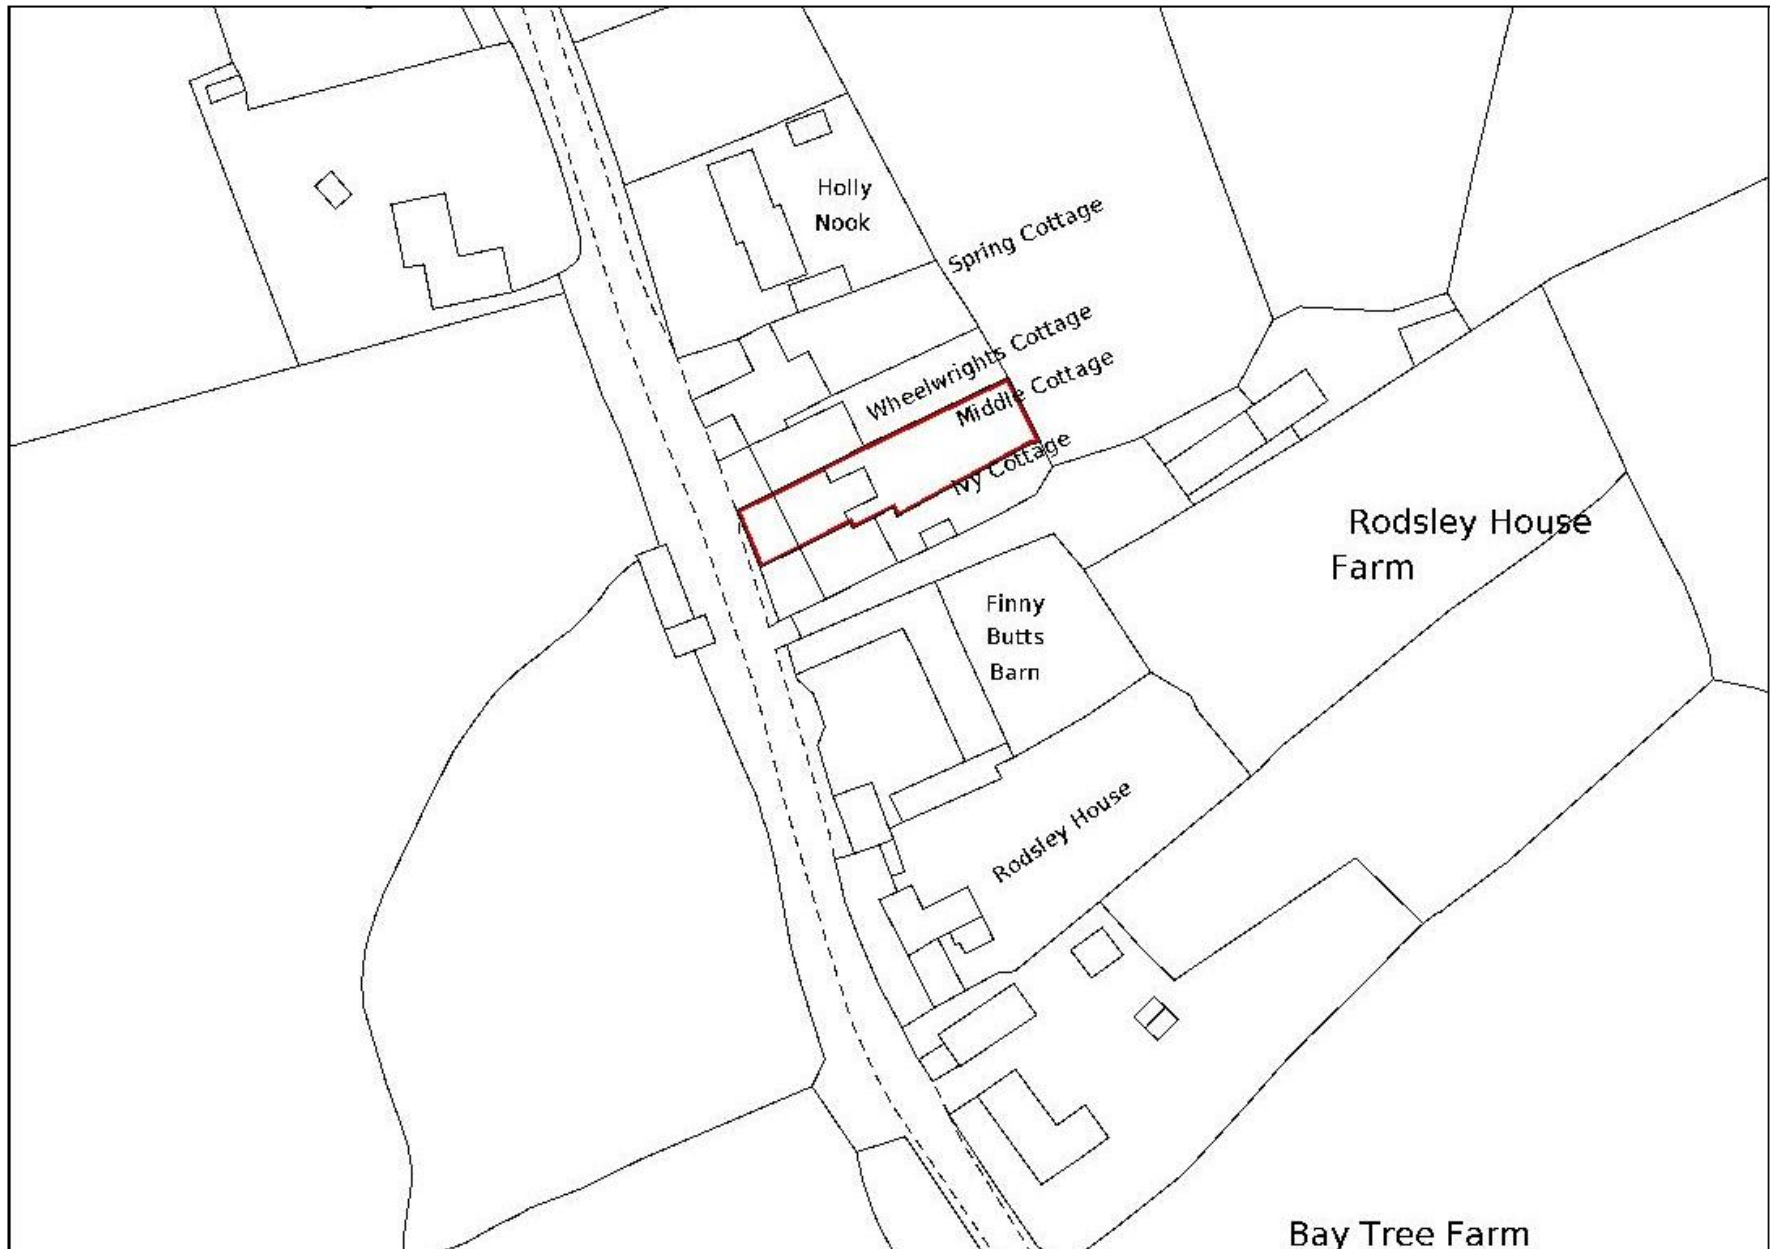 Holly
Nook
Spring Cottage
Wheelwrights Cottage
Middle Cottage
Ivy Cottage
Rodsley House
Farm
Finny
Butts
Barn
Rodsley House
Bay Tree Farm